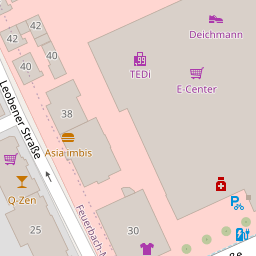 42
42
Deichmann
40
40
TEDi
E-Center
38
Leobener Straße
Asia imbis
Q-Zen
Feuerbach-
25
30